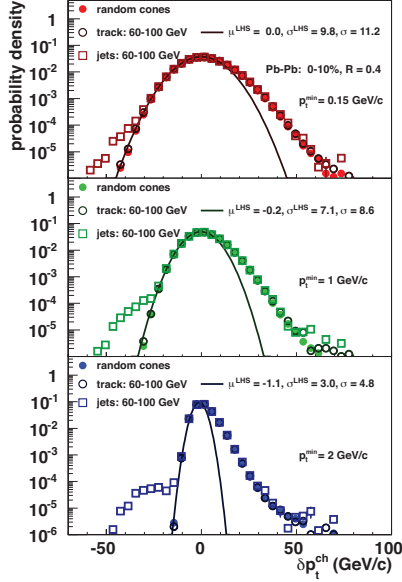 probability density
random cones
track: 60-100 GeV
μ^LHS = 0.0, σ^LHS = 9.8, σ = 11.2
jets: 60-100 GeV
Pb-Pb: 0-10%, R = 0.4
p_t^min = 0.15 GeV/c
1
10^-1
10^-2
10^-3
10^-4
10^-5
random cones
track: 60-100 GeV
μ^LHS = -0.2, σ^LHS = 7.1, σ = 8.6
jets: 60-100 GeV
p_t^min = 1 GeV/c
1
10^-1
10^-2
10^-3
10^-4
10^-5
random cones
track: 60-100 GeV
μ^LHS = -1.1, σ^LHS = 3.0, σ = 4.8
jets: 60-100 GeV
p_t^min = 2 GeV/c
1
10^-1
10^-2
10^-3
10^-4
10^-5
10^-6
-50 0 50 100
δp_t^ch (GeV/c)